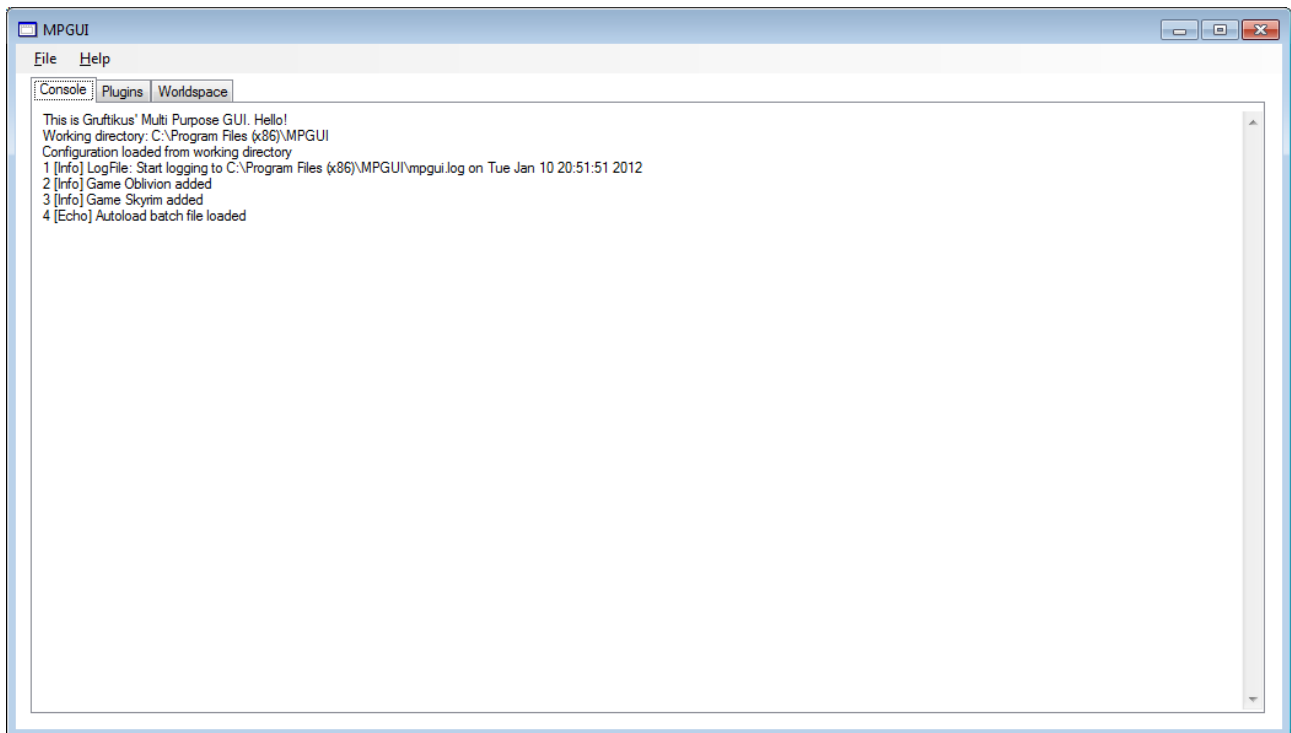 MPGUI
File Help
Console Plugins Worldspace
This is Gruftikus' Multi Purpose GUI. Hello!
Working directory: C:\Program Files (x86)\MPGUI
Configuration loaded from working directory
1 [Info] LogFile: Start logging to C:\Program Files (x86)\MPGUI\mpgui.log on Tue Jan 10 20:51:51 2012
2 [Info] Game Oblivion added
3 [Info] Game Skyrim added
4 [Echo] Autoload batch file loaded